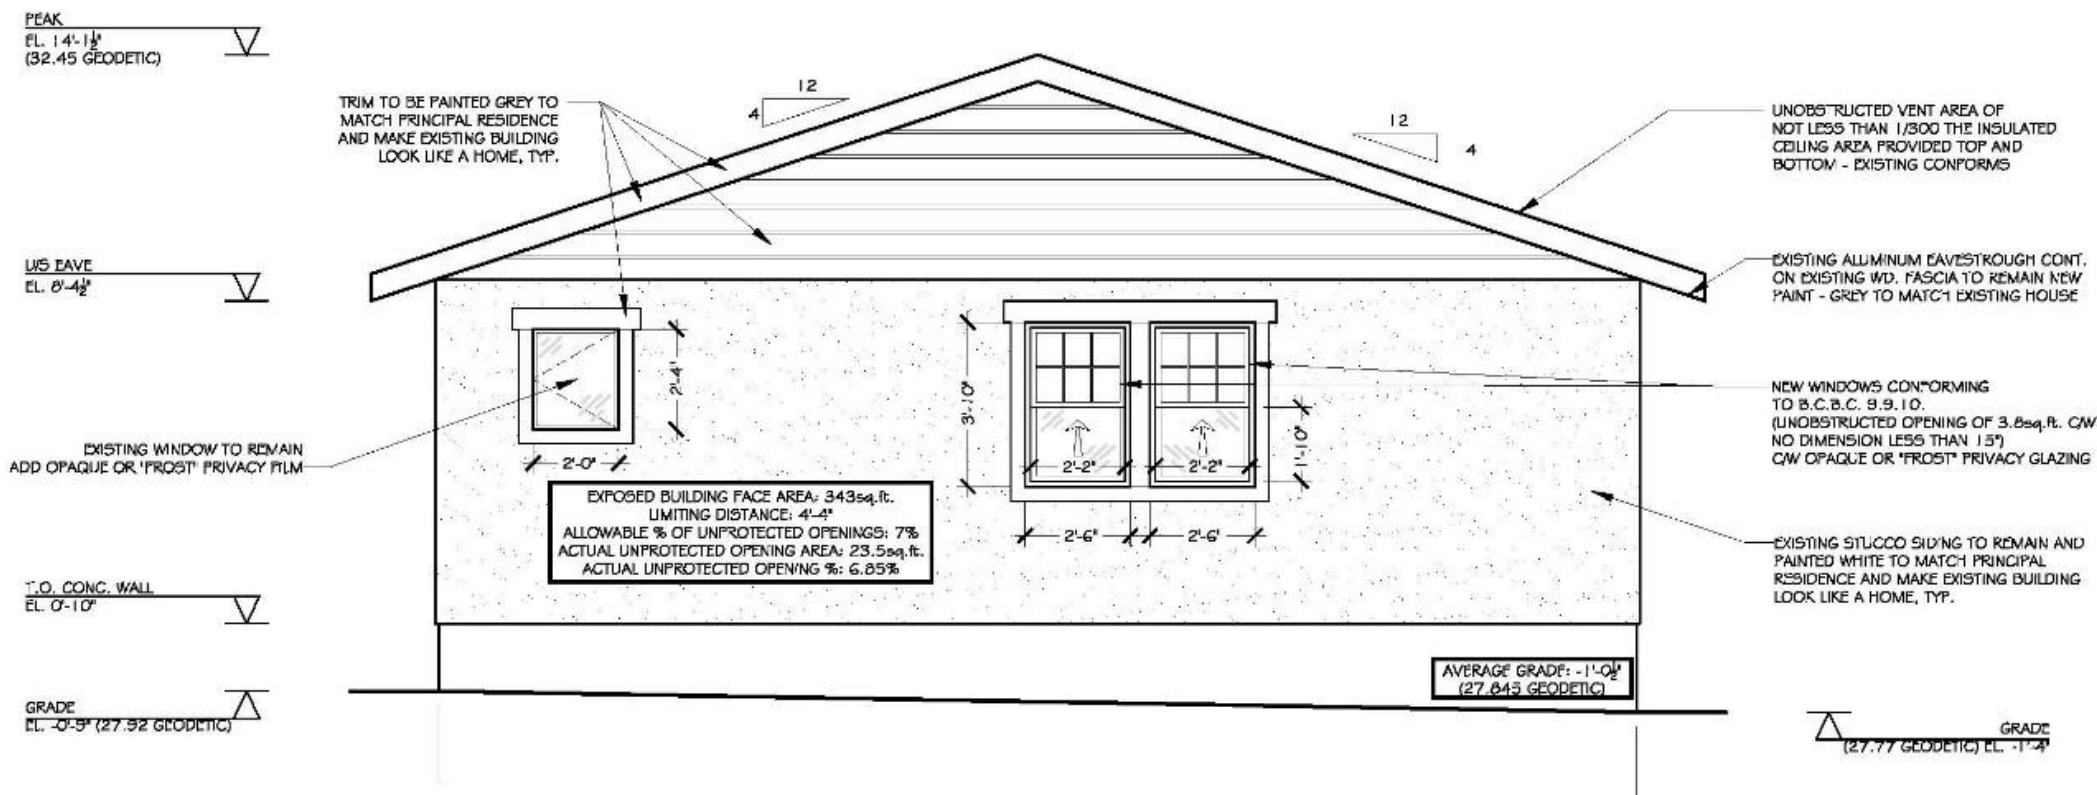 PEAK
EL. 14'-1½"
(32.45 GEODETIC)
TRIM TO BE PAINTED GREY TO
MATCH PRINCIPAL RESIDENCE
AND MAKE EXISTING BUILDING
LOOK LIKE A HOME, TYP.
12
4
12
4
UNOBSTRUCTED VENT AREA OF
NOT LESS THAN 1/300 THE INSULATED
CEILING AREA PROVIDED TOP AND
BOTTOM - EXISTING CONFORMS
U/S EAVE
EL. 8'-4½"
EXISTING ALUMINUM EAVESTROUGH CONT.
ON EXISTING WD. FASCIA TO REMAIN NEW
PAINT - GREY TO MATCH EXISTING HOUSE
2'-4"
3'-10"
1'-10"
2'-0"
2'-2"
2'-2"
2'-6"
2'-6"
EXISTING WINDOW TO REMAIN
ADD OPAQUE OR 'FROST' PRIVACY FILM
NEW WINDOWS CONFORMING
TO B.C.B.C. 9.9.10.
(UNOBSTRUCTED OPENING OF 3.8sq.ft. C/W
NO DIMENSION LESS THAN 15")
C/W OPAQUE OR "FROST" PRIVACY GLAZING
EXPOSED BUILDING FACE AREA: 343sq.ft.
LIMITING DISTANCE: 4'-4"
ALLOWABLE % OF UNPROTECTED OPENINGS: 7%
ACTUAL UNPROTECTED OPENING AREA: 23.5sq.ft.
ACTUAL UNPROTECTED OPENING %: 6.85%
EXISTING STUCCO SIDING TO REMAIN AND
PAINTED WHITE TO MATCH PRINCIPAL
RESIDENCE AND MAKE EXISTING BUILDING
LOOK LIKE A HOME, TYP.
T.O. CONC. WALL
EL. 0'-10"
AVERAGE GRADE: -1'-0½"
(27.845 GEODETIC)
GRADE
EL. -0'-9" (27.92 GEODETIC)
GRADE
(27.77 GEODETIC) EL. -1'-4"